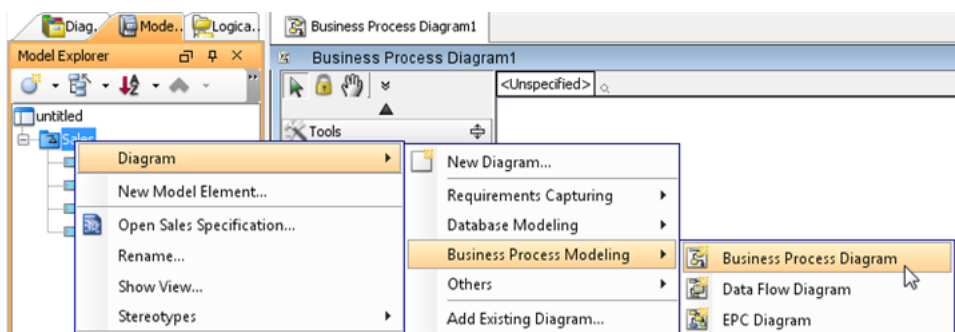 Diag.
Mode..
Logica.
Business Process Diagram1
Model Explorer
Business Process Diagram1
<Unspecified>
untitled
Tools
Sales
Diagram
New Model Element...
Open Sales Specification...
Rename...
Show View...
Stereotypes
New Diagram...
Requirements Capturing
Database Modeling
Business Process Modeling
Others
Add Existing Diagram...
Business Process Diagram
Data Flow Diagram
EPC Diagram